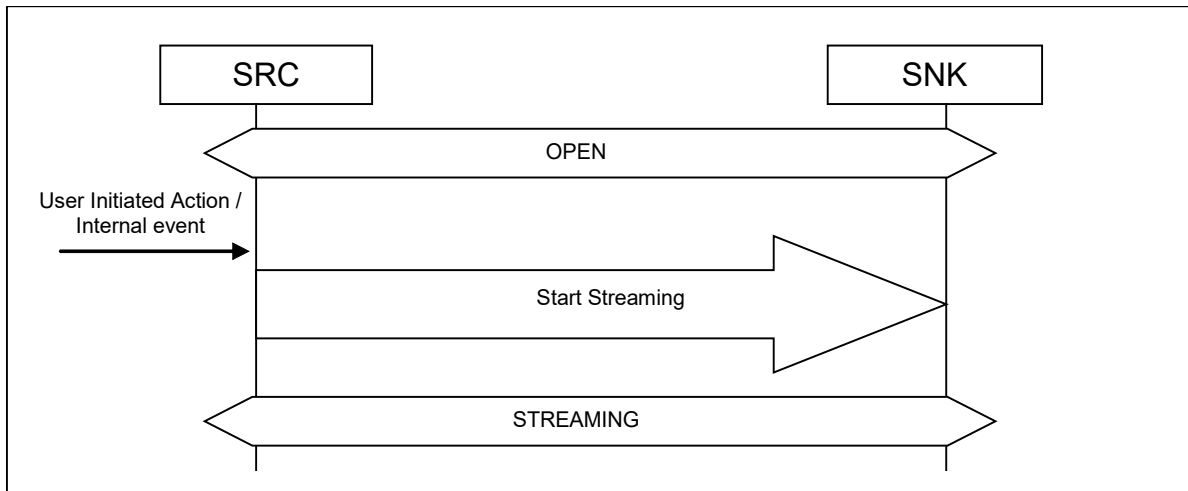 SRC
SNK
OPEN
User Initiated Action /
Internal event
Start Streaming
STREAMING